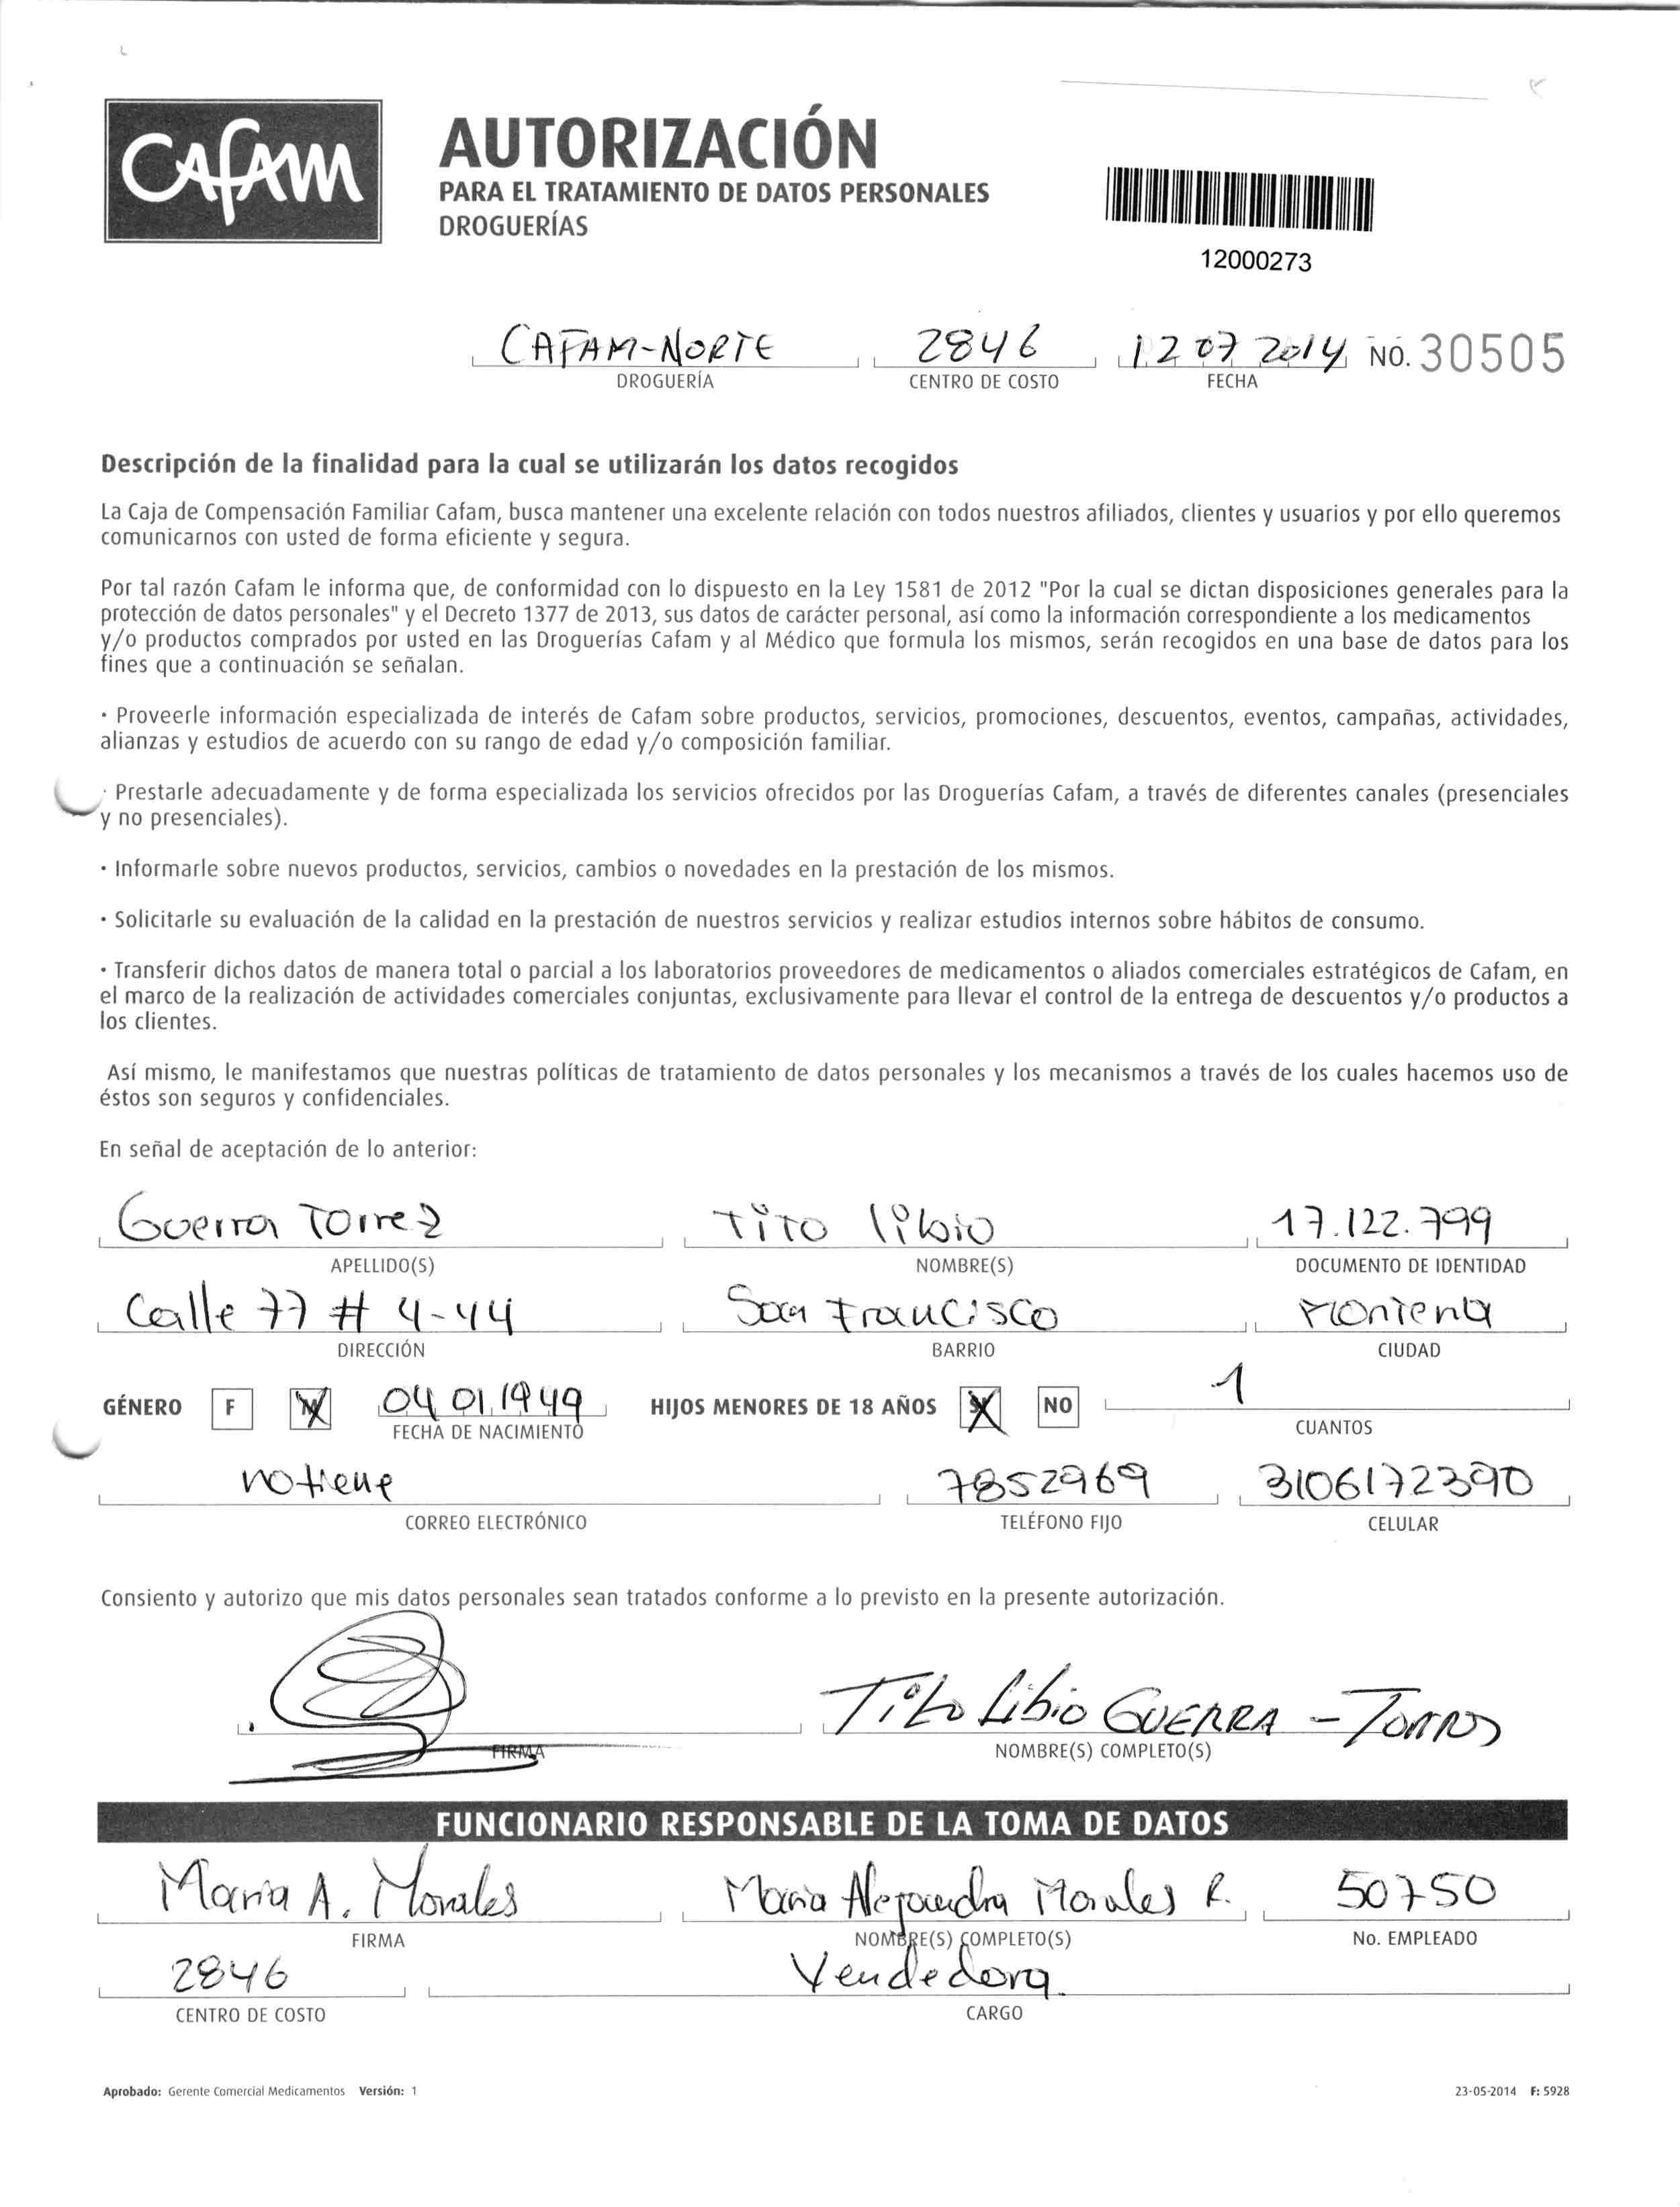 CAFAM
AUTORIZACIÓN
PARA EL TRATAMIENTO DE DATOS PERSONALES
DROGUERÍAS
12000273
CAFAM-NORTE 2846 12 07 2014 NO. 30505
DROGUERÍA CENTRO DE COSTO FECHA
Descripción de la finalidad para la cual se utilizarán los datos recogidos
La Caja de Compensación Familiar Cafam, busca mantener una excelente relación con todos nuestros afiliados, clientes y usuarios y por ello queremos
comunicarnos con usted de forma eficiente y segura.
Por tal razón Cafam le informa que, de conformidad con lo dispuesto en la Ley 1581 de 2012 "Por la cual se dictan disposiciones generales para la
protección de datos personales" y el Decreto 1377 de 2013, sus datos de carácter personal, así como la información correspondiente a los medicamentos
y/o productos comprados por usted en las Droguerías Cafam y al Médico que formula los mismos, serán recogidos en una base de datos para los
fines que a continuación se señalan.
· Proveerle información especializada de interés de Cafam sobre productos, servicios, promociones, descuentos, eventos, campañas, actividades,
alianzas y estudios de acuerdo con su rango de edad y/o composición familiar.
· Prestarle adecuadamente y de forma especializada los servicios ofrecidos por las Droguerías Cafam, a través de diferentes canales (presenciales
y no presenciales).
· Informarle sobre nuevos productos, servicios, cambios o novedades en la prestación de los mismos.
· Solicitarle su evaluación de la calidad en la prestación de nuestros servicios y realizar estudios internos sobre hábitos de consumo.
· Transferir dichos datos de manera total o parcial a los laboratorios proveedores de medicamentos o aliados comerciales estratégicos de Cafam, en
el marco de la realización de actividades comerciales conjuntas, exclusivamente para llevar el control de la entrega de descuentos y/o productos a
los clientes.
Así mismo, le manifestamos que nuestras políticas de tratamiento de datos personales y los mecanismos a través de los cuales hacemos uso de
éstos son seguros y confidenciales.
En señal de aceptación de lo anterior:
Guerra Torrez Tito libio 17.122.799
APELLIDO(S) NOMBRE(S) DOCUMENTO DE IDENTIDAD
Calle 77 # 4-44 San Francisco Monteria
DIRECCIÓN BARRIO CIUDAD
GÉNERO F M 04 01 1949 HIJOS MENORES DE 18 AÑOS SI NO 1
FECHA DE NACIMIENTO CUANTOS
no tiene 7852969 3106172390
CORREO ELECTRÓNICO TELÉFONO FIJO CELULAR
Consiento y autorizo que mis datos personales sean tratados conforme a lo previsto en la presente autorización.
Tito Libio GUERRA - Torres
FIRMA NOMBRE(S) COMPLETO(S)
FUNCIONARIO RESPONSABLE DE LA TOMA DE DATOS
Maria A. Morales Maria Alejandra Morales R. 50750
FIRMA NOMBRE(S) COMPLETO(S) No. EMPLEADO
2846 Vendedora
CENTRO DE COSTO CARGO
Aprobado: Gerente Comercial Medicamentos Versión: 1 23-05-2014 F: 5928